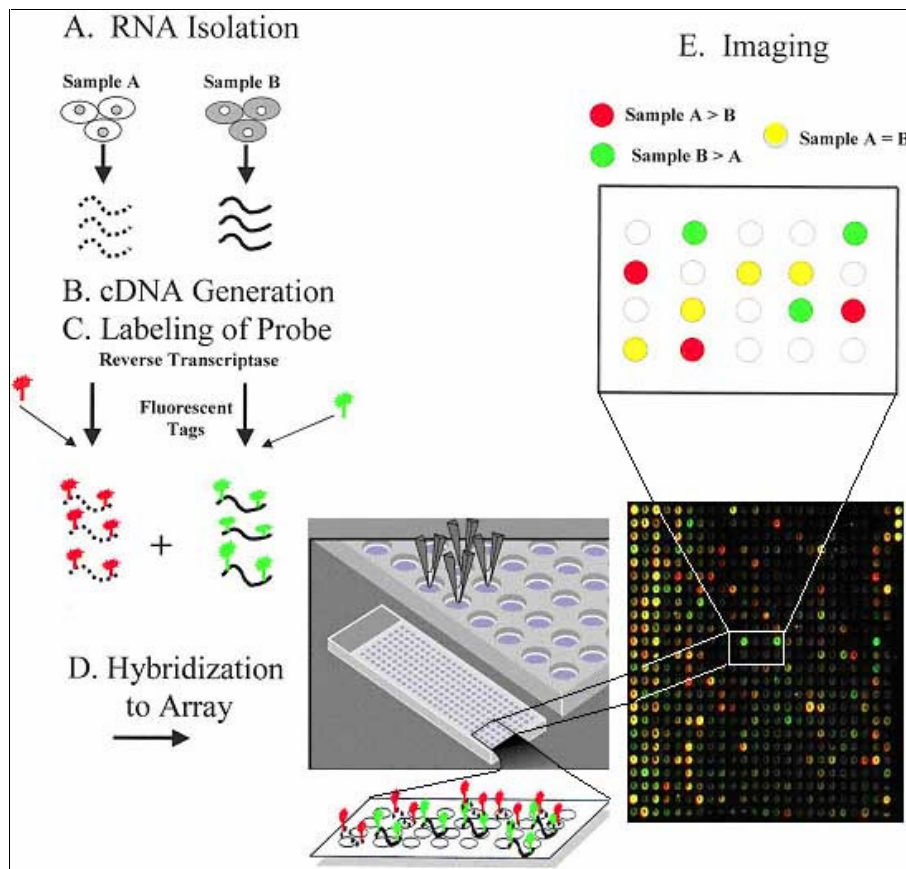 A. RNA Isolation
Sample A
Sample B
B. cDNA Generation
C. Labeling of Probe
Reverse Transcriptase
Fluorescent
Tags
D. Hybridization
to Array
E. Imaging
Sample A > B
Sample B > A
Sample A = B